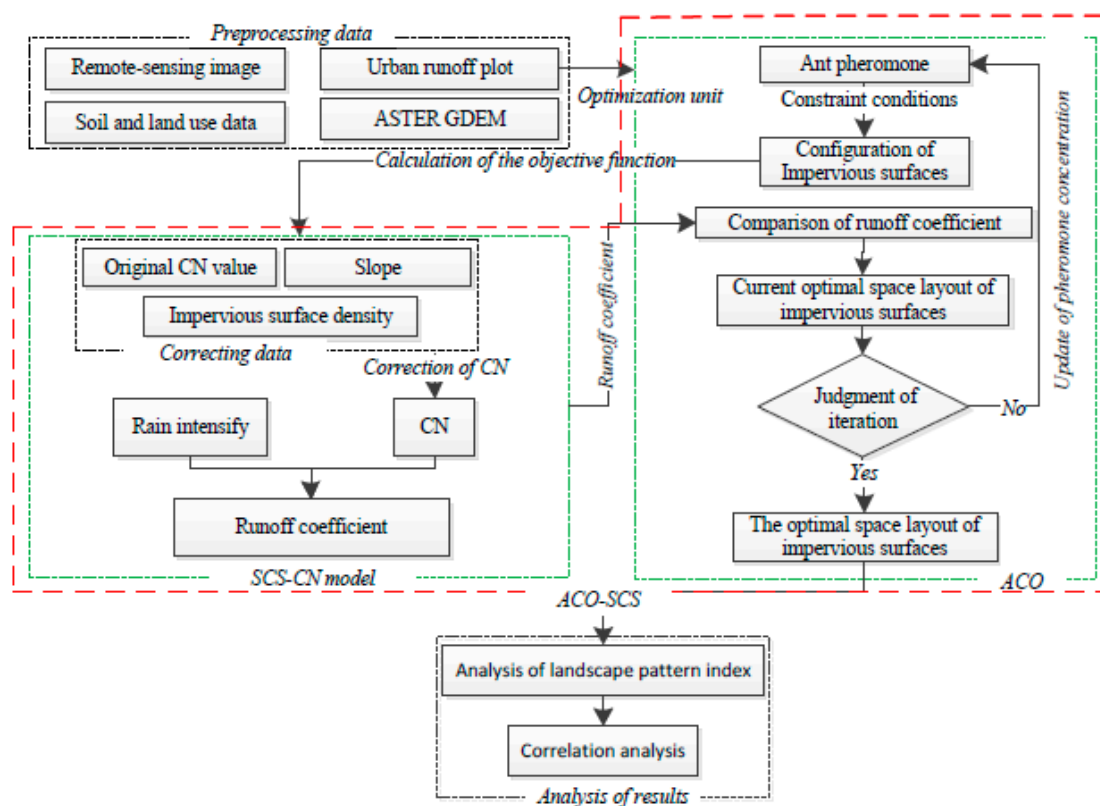 Preprocessing data
Remote-sensing image
Urban runoff plot
Soil and land use data
ASTER GDEM
Optimization unit
Ant pheromone
Constraint conditions
Configuration of
Impervious surfaces
Calculation of the objective function
Update of pheromone concentration
Comparison of runoff coefficient
Current optimal space layout of
impervious surfaces
Judgment of
iteration
No
Yes
The optimal space layout of
impervious surfaces
ACO
Original CN value
Slope
Impervious surface density
Correcting data
Correction of CN
Rain intensify
CN
Runoff coefficient
SCS-CN model
Runoff coefficient
ACO-SCS
Analysis of landscape pattern index
Correlation analysis
Analysis of results